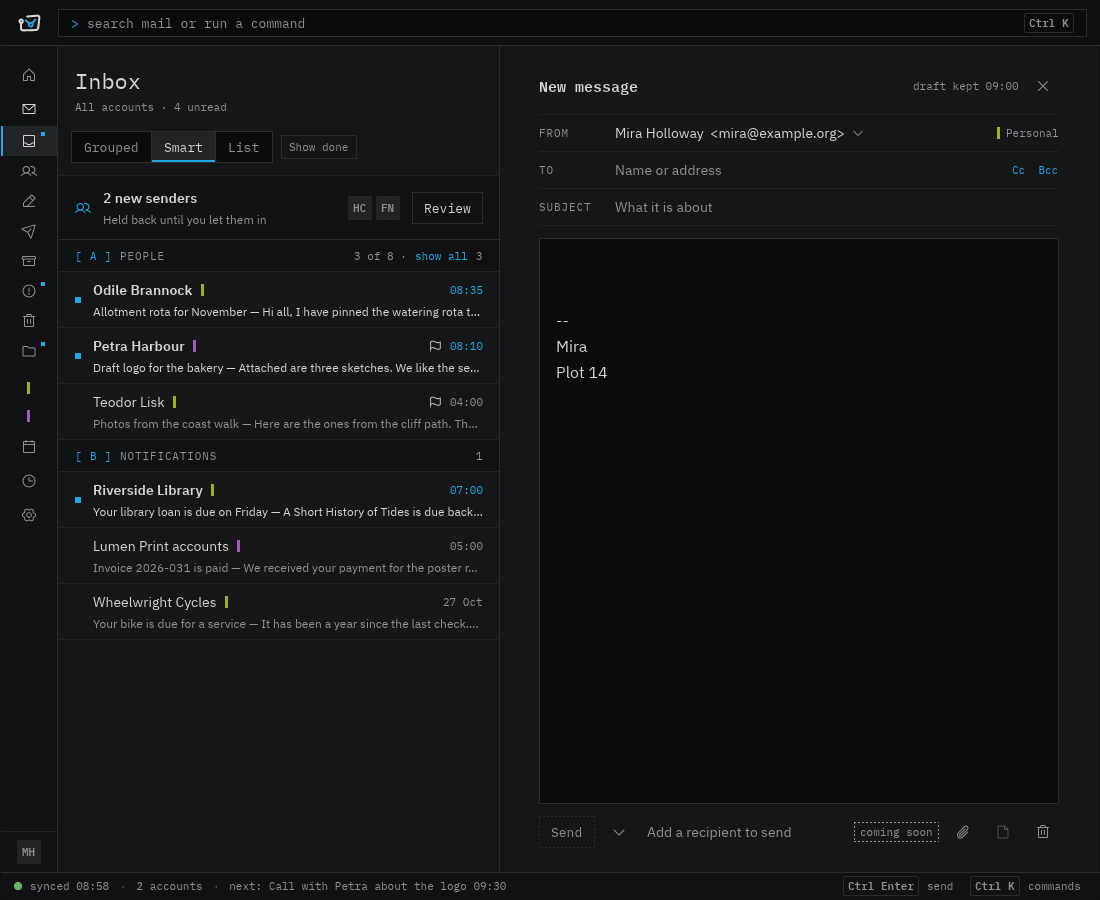 > search mail or run a command Ctrl K
Inbox
All accounts · 4 unread
Grouped Smart List Show done
2 new senders
Held back until you let them in
HC FN Review
[ A ] PEOPLE 3 of 8 · show all 3
Odile Brannock 08:35
Allotment rota for November — Hi all, I have pinned the watering rota t…
Petra Harbour 08:10
Draft logo for the bakery — Attached are three sketches. We like the se…
Teodor Lisk 04:00
Photos from the coast walk — Here are the ones from the cliff path. Th…
[ B ] NOTIFICATIONS 1
Riverside Library 07:00
Your library loan is due on Friday — A Short History of Tides is due back…
Lumen Print accounts 05:00
Invoice 2026-031 is paid — We received your payment for the poster r…
Wheelwright Cycles 27 Oct
Your bike is due for a service — It has been a year since the last check.…
New message draft kept 09:00
FROM Mira Holloway <mira@example.org> Personal
TO Name or address Cc Bcc
SUBJECT What it is about
--
Mira
Plot 14
Send Add a recipient to send coming soon
MH
synced 08:58 · 2 accounts · next: Call with Petra about the logo 09:30 Ctrl Enter send Ctrl K commands